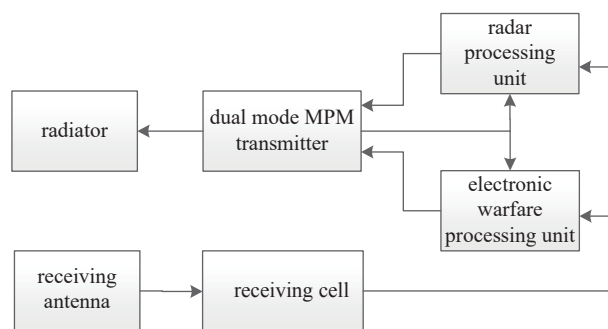 radar
processing
unit
radiator
dual mode MPM
transmitter
electronic
warfare
processing unit
receiving
antenna
receiving cell